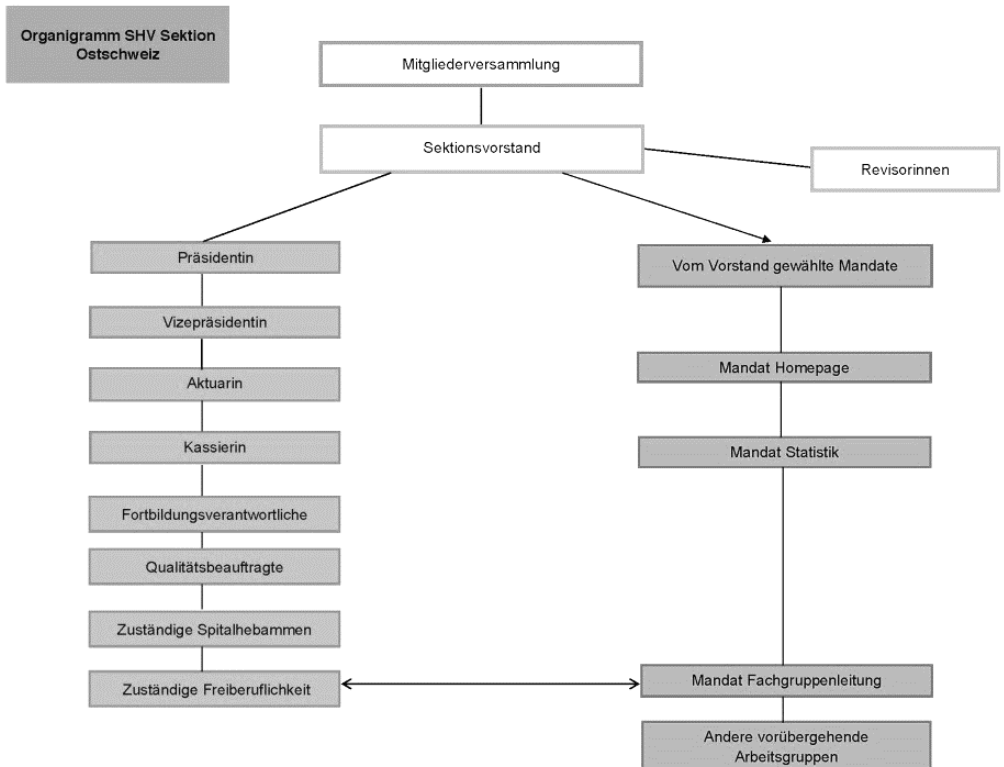 Organigramm SHV Sektion
Ostschweiz
Mitgliederversammlung
Sektionsvorstand
Revisorinnen
Präsidentin
Vizepräsidentin
Aktuarin
Kassierin
Fortbildungsverantwortliche
Qualitätsbeauftragte
Zuständige Spitalhebammen
Zuständige Freiberuflichkeit
Vom Vorstand gewählte Mandate
Mandat Homepage
Mandat Statistik
Mandat Fachgruppenleitung
Andere vorübergehende
Arbeitsgruppen